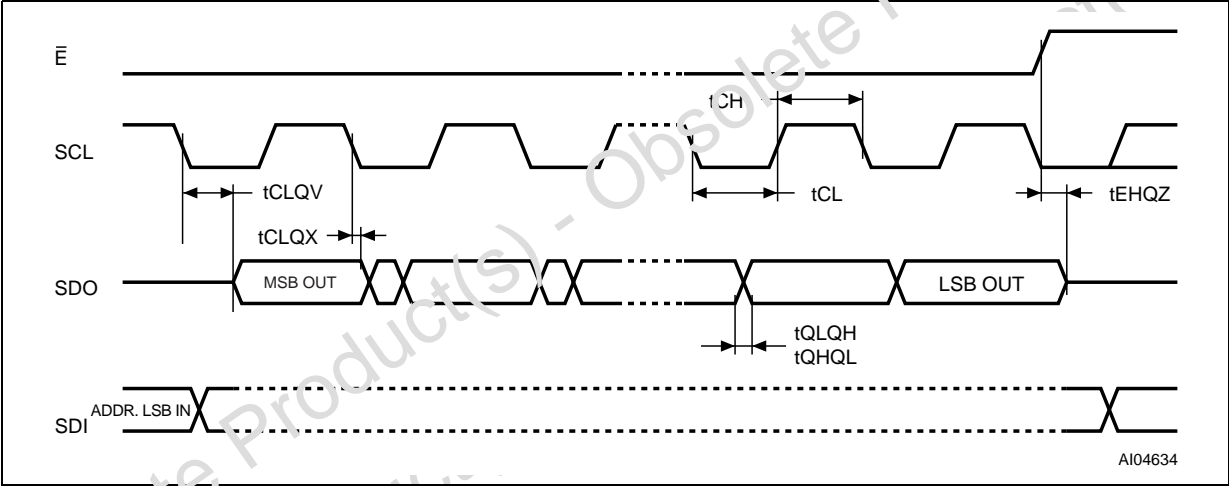 Ē
tCH
SCL
tCLQV
tCL
tEHQZ
tCLQX
SDO
MSB OUT
LSB OUT
tQLQH
tQHQL
ADDR. LSB IN
SDI
AI04634
te Product(s) - Obsolete